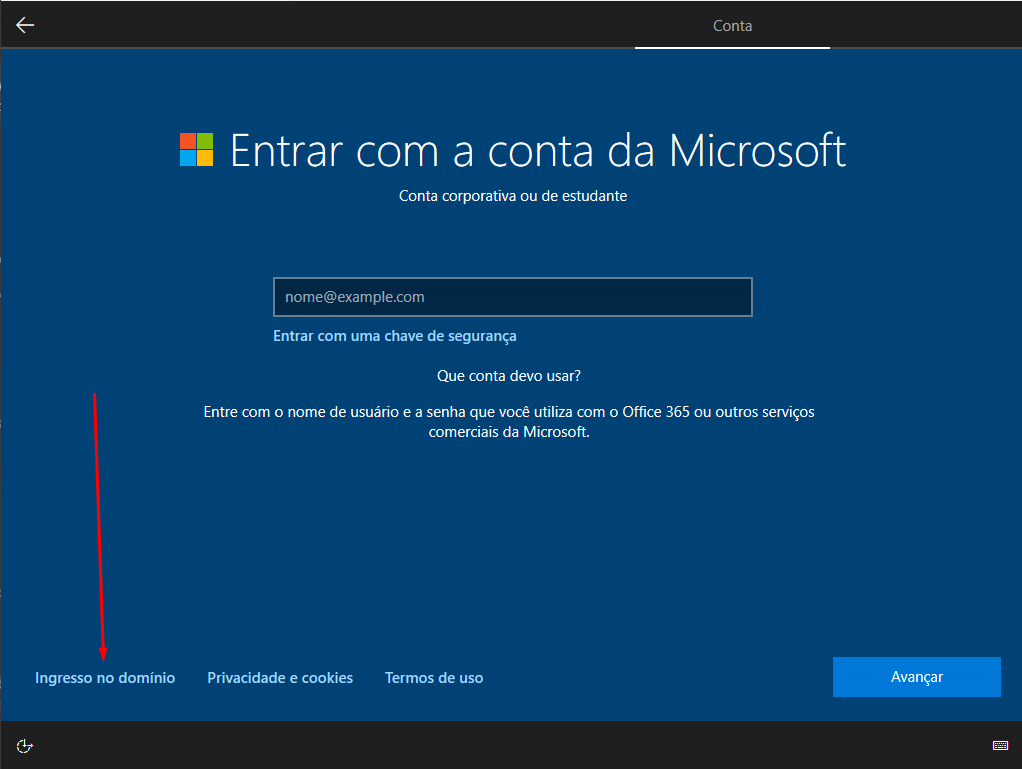 Conta
Entrar com a conta da Microsoft
Conta corporativa ou de estudante
nome@example.com
Entrar com uma chave de segurança
Que conta devo usar?
Entre com o nome de usuário e a senha que você utiliza com o Office 365 ou outros serviços
comerciais da Microsoft.
Ingresso no domínio
Privacidade e cookies
Termos de uso
Avançar